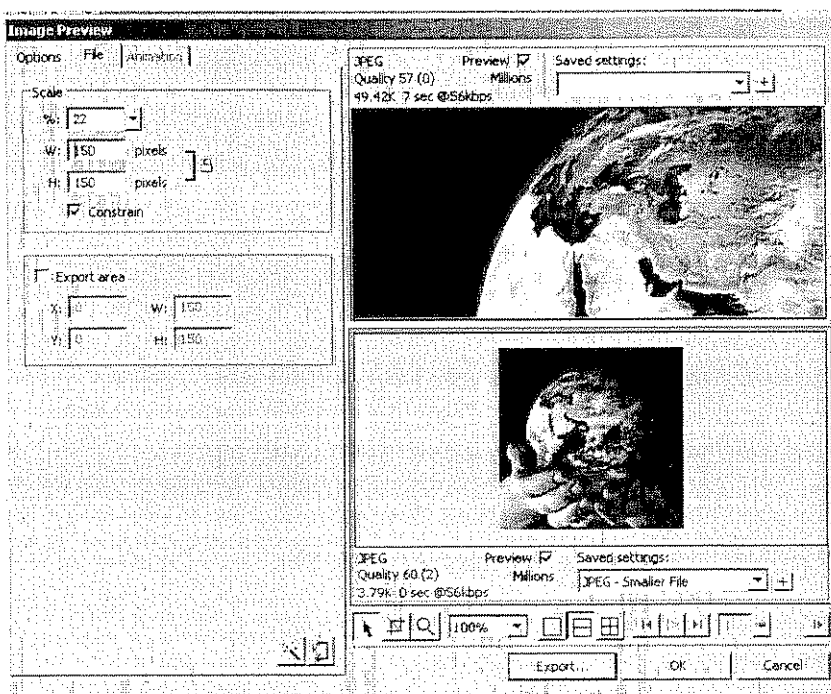 Image Preview
Options File Animation
Scale
%: 22
W: 150 pixels
H: 150 pixels
Constrain
Export area
X: 0 W: 150
Y: 0 H: 150
JPEG Preview Saved settings:
Quality 57 (0) Millions
49.42K 7 sec @56kbps
JPEG Preview Saved settings:
Quality 60 (2) Millions JPEG - Smaller File
3.79K 0 sec @56kbps
100%
Export... OK Cancel